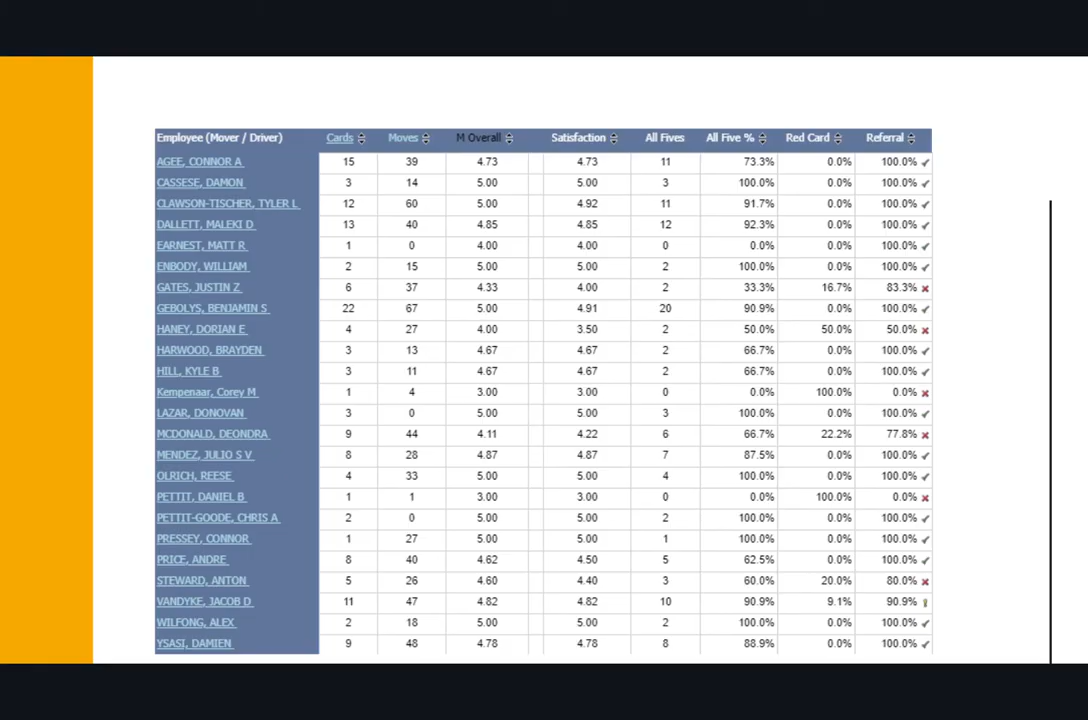 Employee (Mover / Driver) Cards Moves M Overall Satisfaction All Fives All Five % Red Card Referral
AGEE, CONNOR A 15 39 4.73 4.73 11 73.3% 0.0% 100.0%
CASSESE, DAMON 3 14 5.00 5.00 3 100.0% 0.0% 100.0%
CLAWSON-TISCHER, TYLER L 12 60 5.00 4.92 11 91.7% 0.0% 100.0%
DALLETT, MALEKI D 13 40 4.85 4.85 12 92.3% 0.0% 100.0%
EARNEST, MATT R 1 0 4.00 4.00 0 0.0% 0.0% 100.0%
ENBODY, WILLIAM 2 15 5.00 5.00 2 100.0% 0.0% 100.0%
GATES, JUSTIN Z 6 37 4.33 4.00 2 33.3% 16.7% 83.3%
GEBOLYS, BENJAMIN S 22 67 5.00 4.91 20 90.9% 0.0% 100.0%
HANEY, DORIAN E 4 27 4.00 3.50 2 50.0% 50.0% 50.0%
HARWOOD, BRAYDEN 3 13 4.67 4.67 2 66.7% 0.0% 100.0%
HILL, KYLE B 3 11 4.67 4.67 2 66.7% 0.0% 100.0%
Kempenaar, Corey M 1 4 3.00 3.00 0 0.0% 100.0% 0.0%
LAZAR, DONOVAN 3 0 5.00 5.00 3 100.0% 0.0% 100.0%
MCDONALD, DEONDRA 9 44 4.11 4.22 6 66.7% 22.2% 77.8%
MENDEZ, JULIO S V 8 28 4.87 4.87 7 87.5% 0.0% 100.0%
OLRICH, REESE 4 33 5.00 5.00 4 100.0% 0.0% 100.0%
PETTIT, DANIEL B 1 1 3.00 3.00 0 0.0% 100.0% 0.0%
PETTIT-GOODE, CHRIS A 2 0 5.00 5.00 2 100.0% 0.0% 100.0%
PRESSEY, CONNOR 1 27 5.00 5.00 1 100.0% 0.0% 100.0%
PRICE, ANDRE 8 40 4.62 4.50 5 62.5% 0.0% 100.0%
STEWARD, ANTON 5 26 4.60 4.40 3 60.0% 20.0% 80.0%
VANDYKE, JACOB D 11 47 4.82 4.82 10 90.9% 9.1% 90.9%
WILFONG, ALEX 2 18 5.00 5.00 2 100.0% 0.0% 100.0%
YSASI, DAMIEN 9 48 4.78 4.78 8 88.9% 0.0% 100.0%